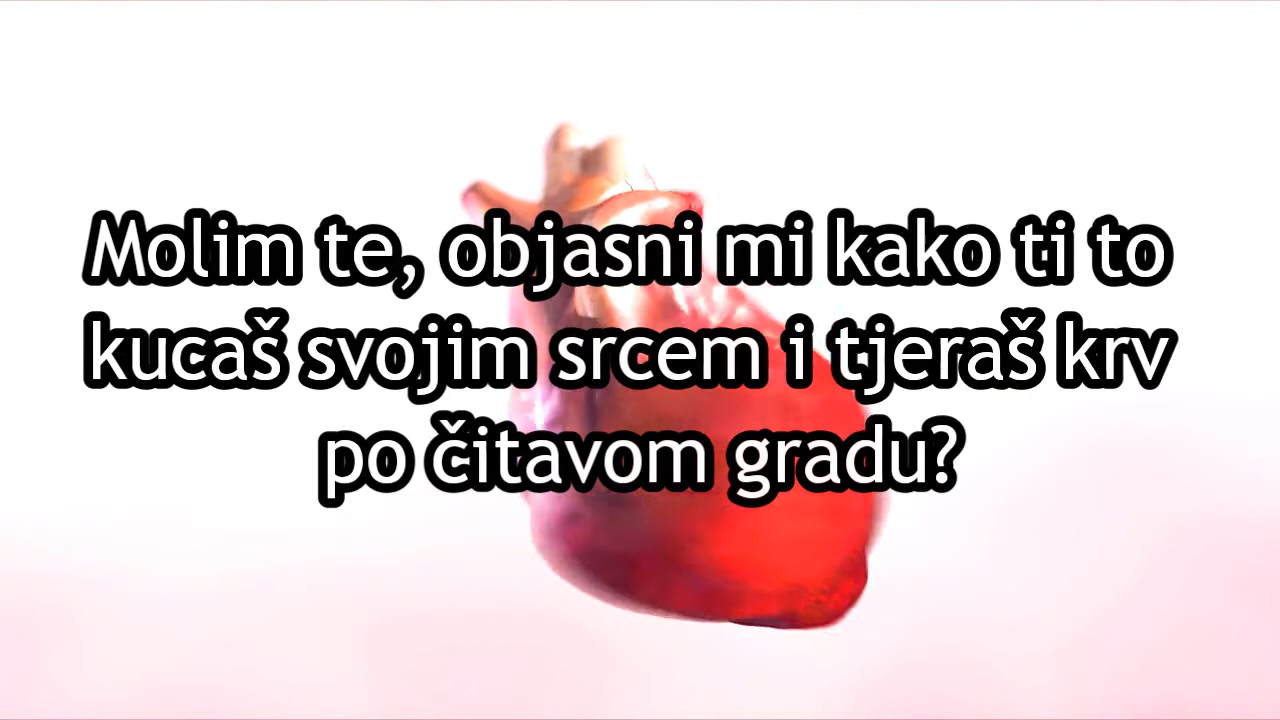 Molim te, objasni mi kako ti to
kucaš svojim srcem i tjeraš krv
po čitavom gradu?